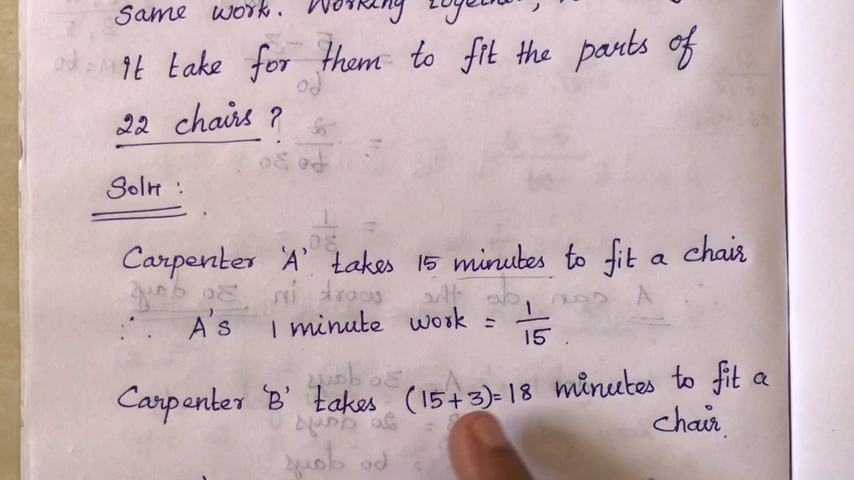 same work. Working together,
it take for them to fit the parts of
22 chairs?
Soln:
Carpenter 'A' takes 15 minutes to fit a chair
∴ A's 1 minute work = 1/15.
Carpenter 'B' takes (15+3)=18 minutes to fit a
chair.